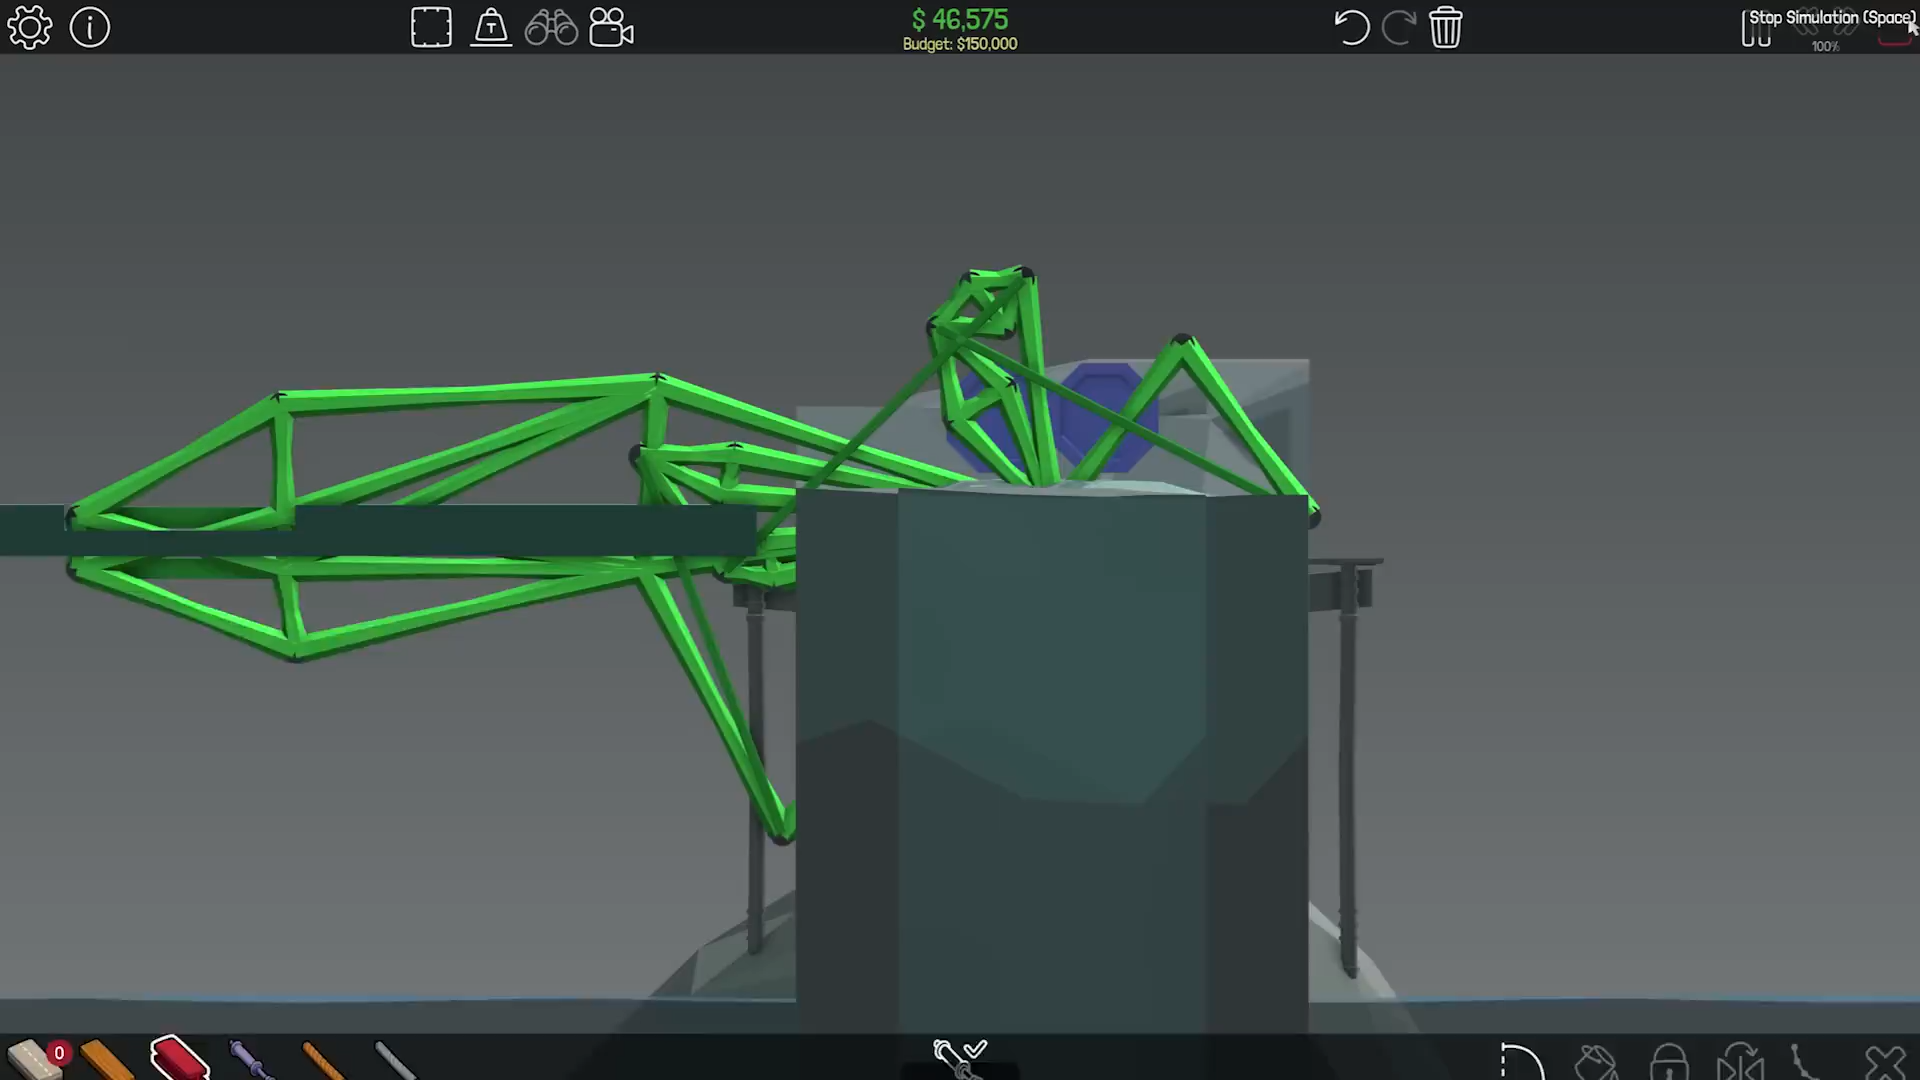 $ 46,575
Budget: $150,000
Stop Simulation (Space)
100%
0